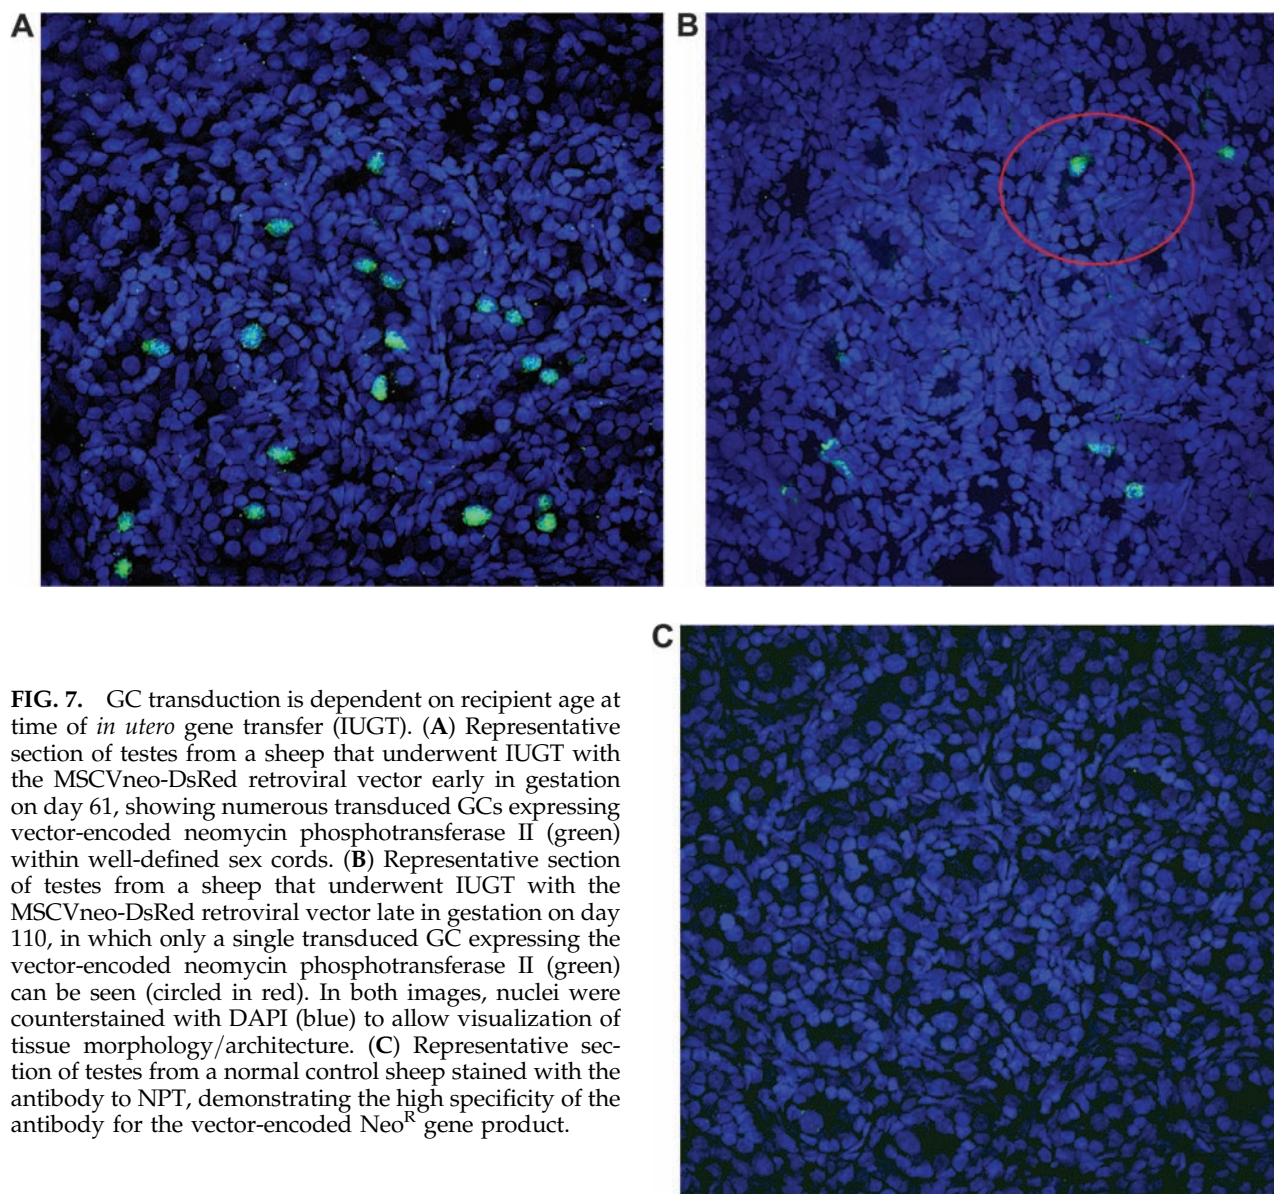 A
B
C
FIG. 7. GC transduction is dependent on recipient age at
time of in utero gene transfer (IUGT). (A) Representative
section of testes from a sheep that underwent IUGT with
the MSCVneo-DsRed retroviral vector early in gestation
on day 61, showing numerous transduced GCs expressing
vector-encoded neomycin phosphotransferase II (green)
within well-defined sex cords. (B) Representative section
of testes from a sheep that underwent IUGT with the
MSCVneo-DsRed retroviral vector late in gestation on day
110, in which only a single transduced GC expressing the
vector-encoded neomycin phosphotransferase II (green)
can be seen (circled in red). In both images, nuclei were
counterstained with DAPI (blue) to allow visualization of
tissue morphology/architecture. (C) Representative sec-
tion of testes from a normal control sheep stained with the
antibody to NPT, demonstrating the high specificity of the
antibody for the vector-encoded Neo^R gene product.